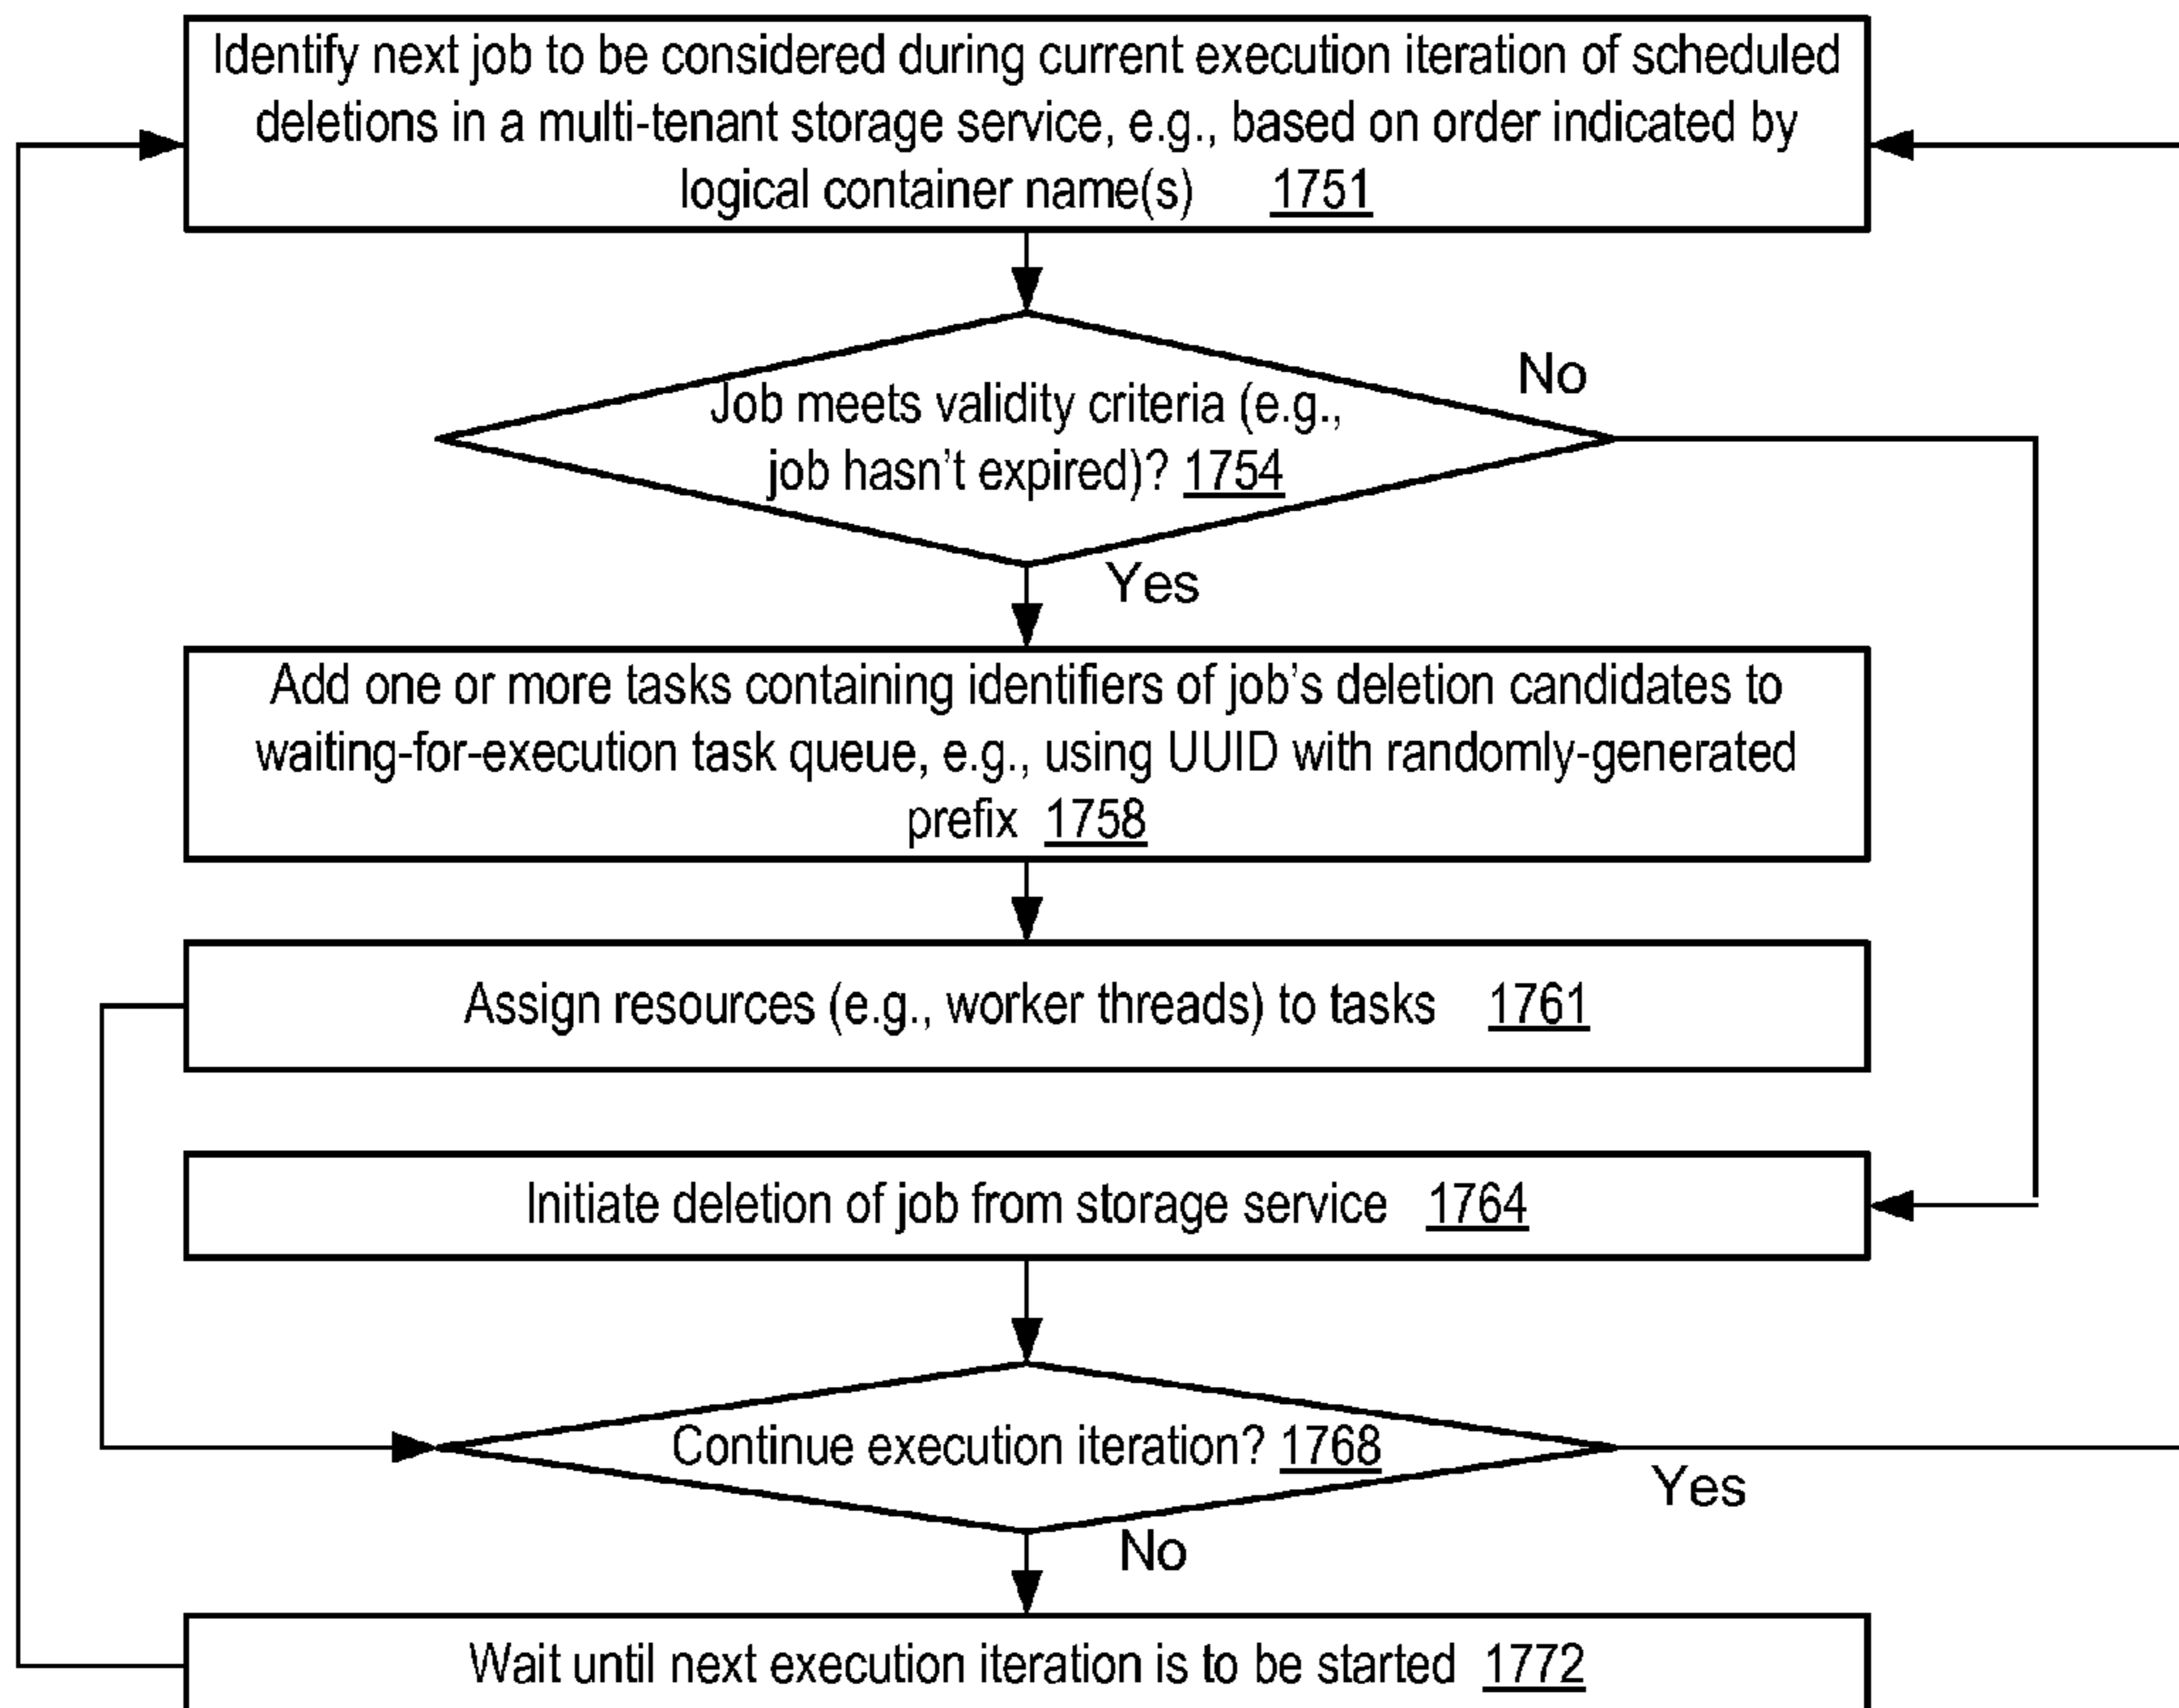 Identify next job to be considered during current execution iteration of scheduled
deletions in a multi-tenant storage service, e.g., based on order indicated by
logical container name(s) 1751
No
Job meets validity criteria (e.g.,
job hasn't expired)? 1754
Yes
Add one or more tasks containing identifiers of job's deletion candidates to
waiting-for-execution task queue, e.g., using UUID with randomly-generated
prefix 1758
Assign resources (e.g., worker threads) to tasks 1761
Initiate deletion of job from storage service 1764
Continue execution iteration? 1768
Yes
No
Wait until next execution iteration is to be started 1772